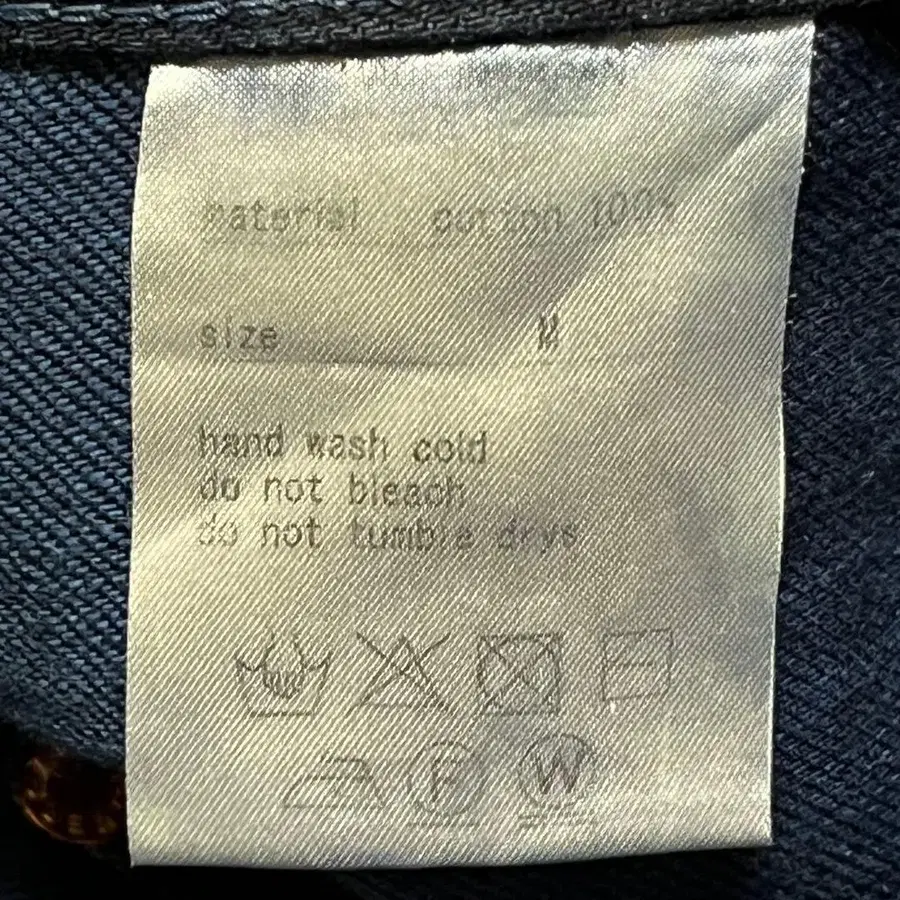 material cotton 100%
size M
hand wash cold
do not bleach
do not tumble drys
F W